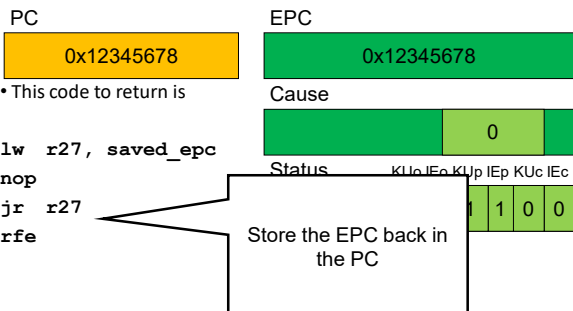 PC
EPC
0x12345678
0x12345678
• This code to return is
Cause
0
lw r27, saved_epc
nop
jr r27
rfe
Status
KUo IEo KUp IEp KUc IEc
1 1 0 0
Store the EPC back in
the PC